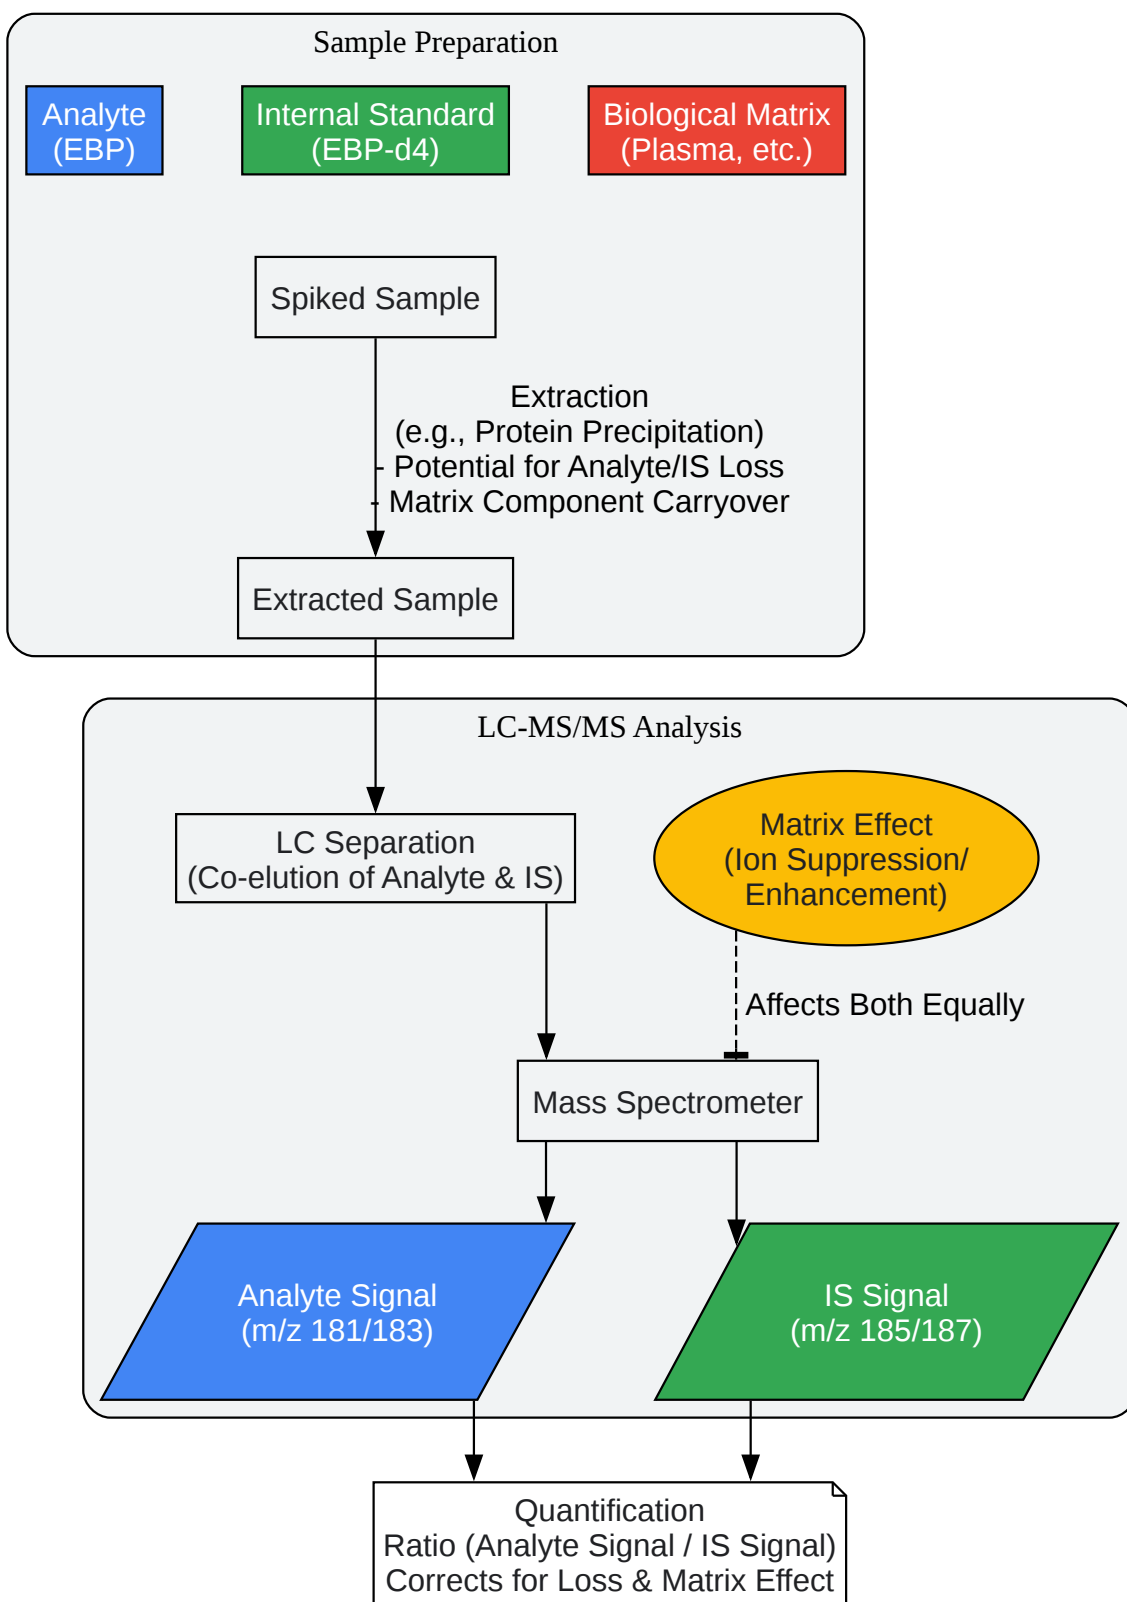 Sample Preparation
Analyte
(EBP)
Internal Standard
(EBP-d4)
Biological Matrix
(Plasma, etc.)
Spiked Sample
Extraction
(e.g., Protein Precipitation)
- Potential for Analyte/IS Loss
- Matrix Component Carryover
Extracted Sample
LC-MS/MS Analysis
LC Separation
(Co-elution of Analyte & IS)
Matrix Effect
(Ion Suppression/
Enhancement)
Affects Both Equally
Mass Spectrometer
Analyte Signal
(m/z 181/183)
IS Signal
(m/z 185/187)
Quantification
Ratio (Analyte Signal / IS Signal)
Corrects for Loss & Matrix Effect